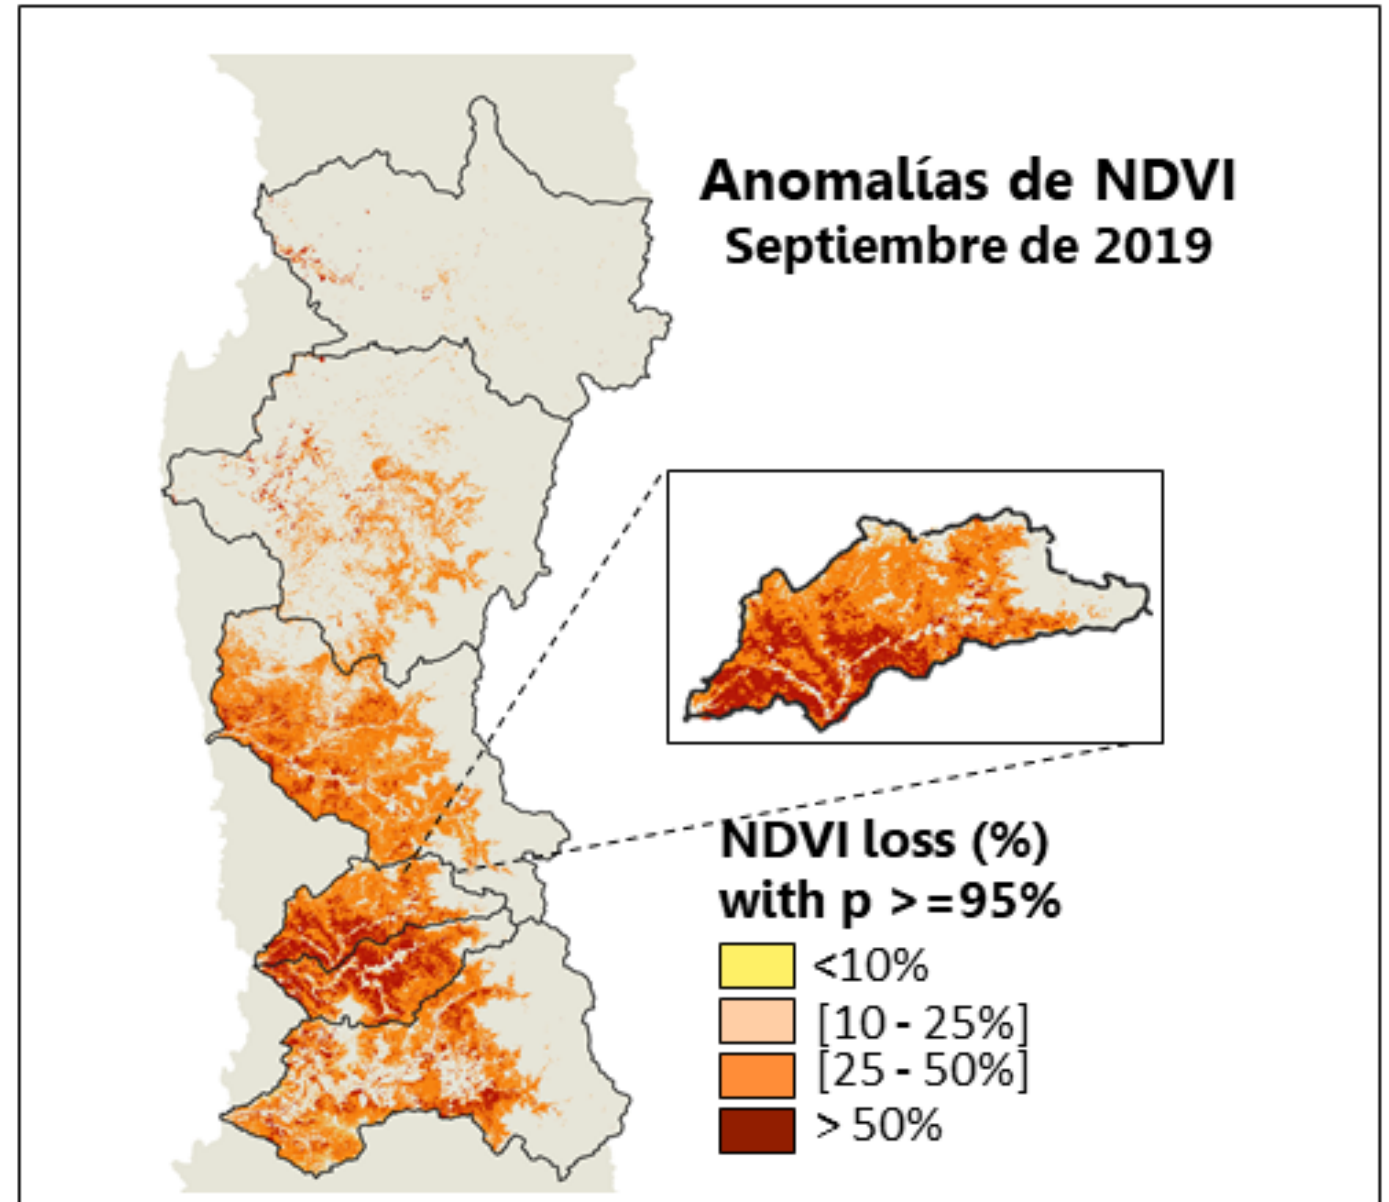 Anomalías de NDVI
Septiembre de 2019
NDVI loss (%)
with p >=95%
<10%
[10 - 25%]
[25 - 50%]
> 50%